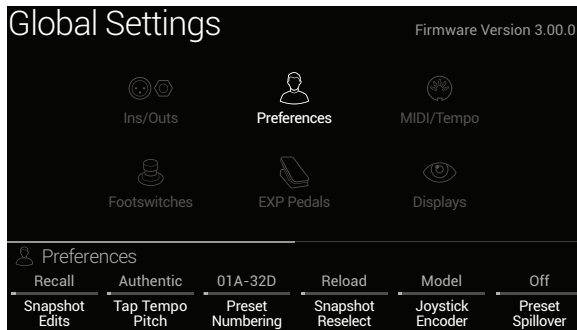 Global Settings
Firmware Version 3.00.0
Ins/Outs
Preferences
MIDI/Tempo
Footswitches
EXP Pedals
Displays
Preferences
Recall
Authentic
01A-32D
Reload
Model
Off
Snapshot
Edits
Tap Tempo
Pitch
Preset
Numbering
Snapshot
Reselect
Joystick
Encoder
Preset
Spillover